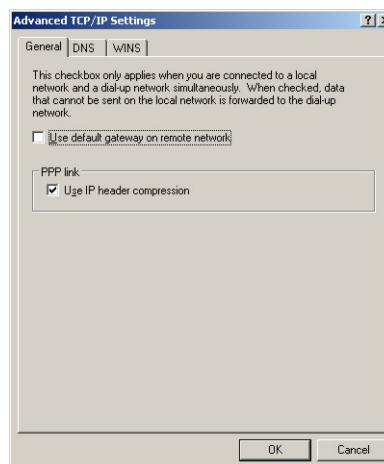 Advanced TCP/IP Settings
General DNS WINS
This checkbox only applies when you are connected to a local
network and a dial-up network simultaneously. When checked, data
that cannot be sent on the local network is forwarded to the dial-up
network.
Use default gateway on remote network
PPP link
Use IP header compression
OK Cancel